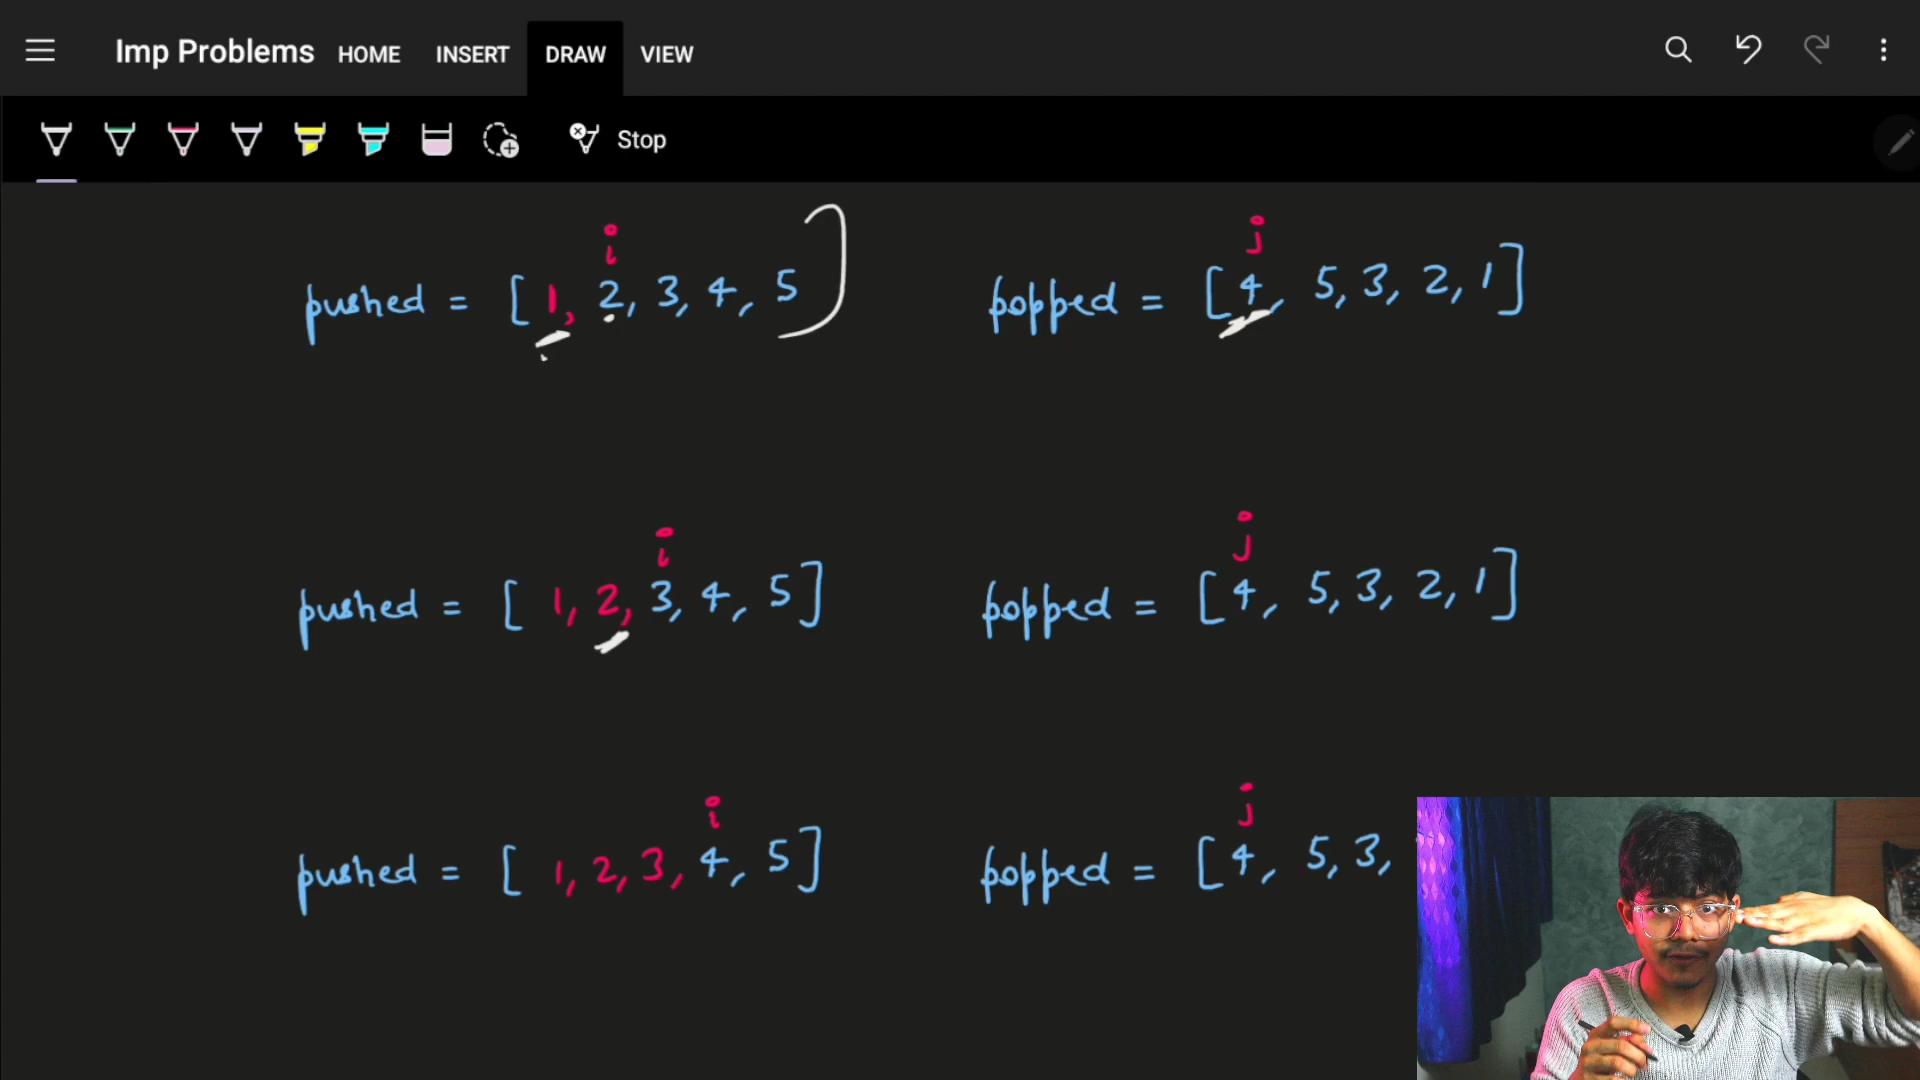 Imp Problems HOME INSERT DRAW VIEW
Stop
i
j
pushed = [ 1, 2, 3, 4, 5 ]
popped = [ 4, 5, 3, 2, 1 ]
i
j
pushed = [ 1, 2, 3, 4, 5 ]
popped = [ 4, 5, 3, 2, 1 ]
i
j
pushed = [ 1, 2, 3, 4, 5 ]
popped = [ 4, 5, 3,